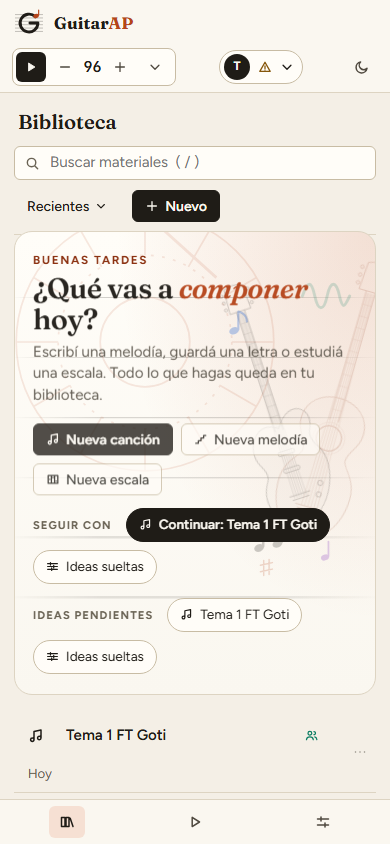 GuitarAP
96
T
Biblioteca
Buscar materiales ( / )
Recientes
Nuevo
BUENAS TARDES
¿Qué vas a componer
hoy?
Escribí una melodía, guardá una letra o estudiá
una escala. Todo lo que hagas queda en tu
biblioteca.
Nueva canción
Nueva melodía
Nueva escala
SEGUIR CON
Continuar: Tema 1 FT Goti
Ideas sueltas
IDEAS PENDIENTES
Tema 1 FT Goti
Ideas sueltas
Tema 1 FT Goti
Hoy